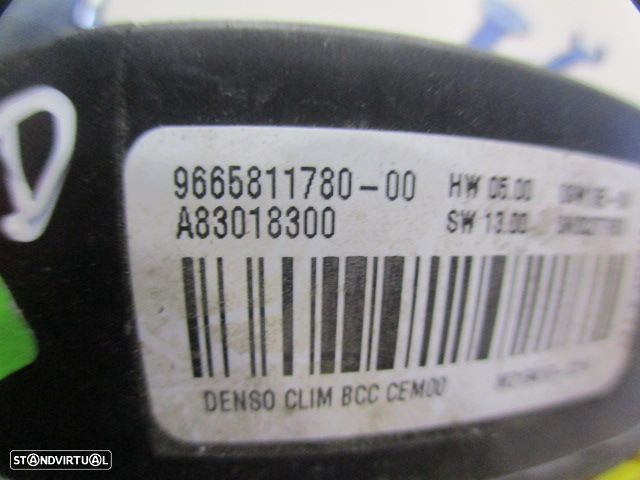 D
9665811780-00 HW 05.00
A83018300 SW 13.00
DENSO CLIM BCC CEM00
STANDVIRTUAL